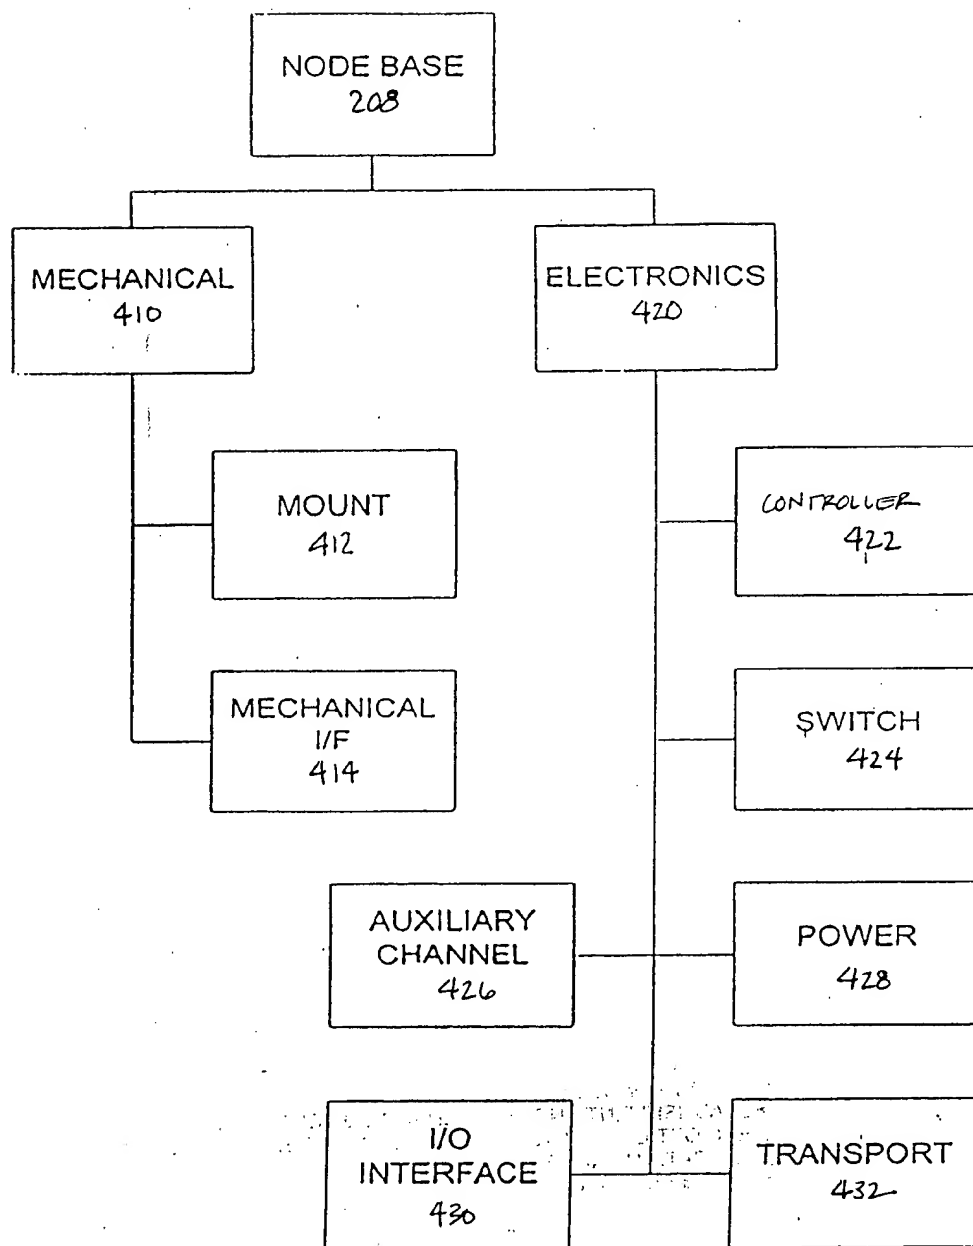 NODE BASE
208
MECHANICAL
410
ELECTRONICS
420
MOUNT
412
CONTROLLER
422
MECHANICAL
I/F
414
SWITCH
424
AUXILIARY
CHANNEL
426
POWER
428
I/O
INTERFACE
430
TRANSPORT
432